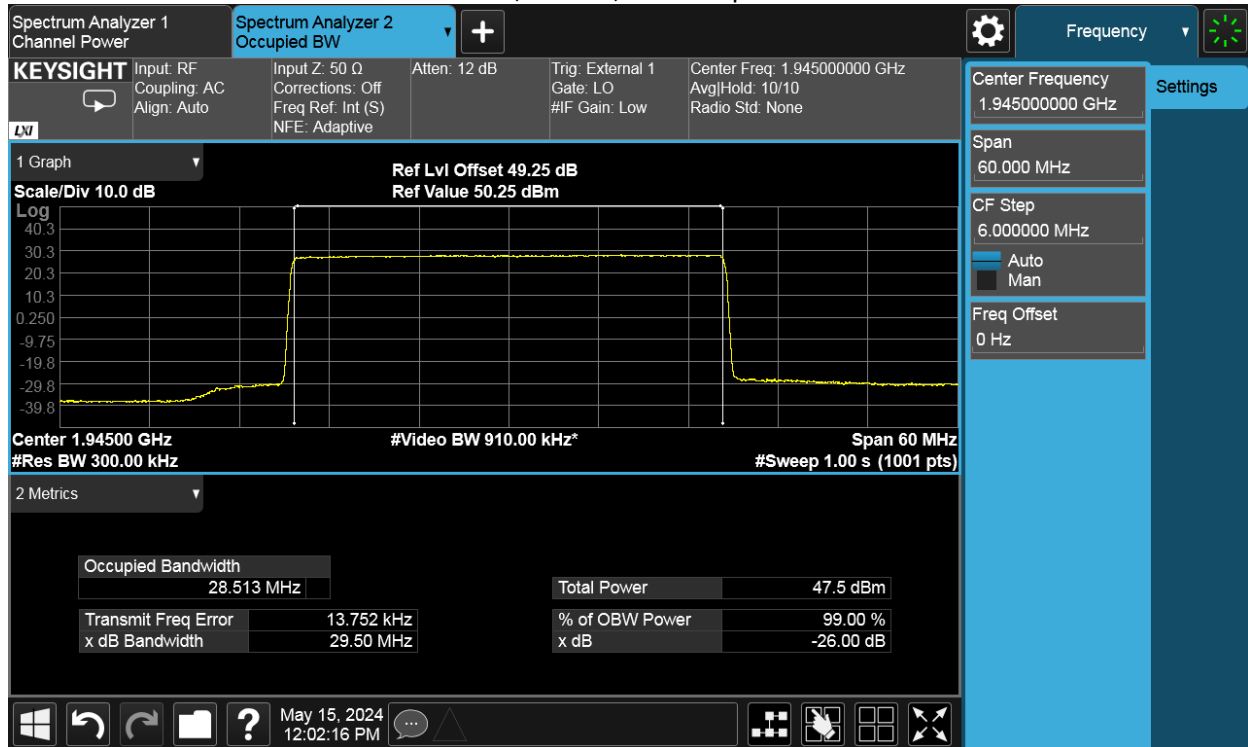 Spectrum Analyzer 1
Channel Power
Spectrum Analyzer 2
Occupied BW
Frequency
KEYSIGHT
LXI
Input: RF
Coupling: AC
Align: Auto
Input Z: 50 Ω
Corrections: Off
Freq Ref: Int (S)
NFE: Adaptive
Atten: 12 dB
Trig: External 1
Gate: LO
#IF Gain: Low
Center Freq: 1.945000000 GHz
Avg|Hold: 10/10
Radio Std: None
Center Frequency
1.945000000 GHz
Settings
Span
60.000 MHz
CF Step
6.000000 MHz
Auto
Man
Freq Offset
0 Hz
1 Graph
Ref Lvl Offset 49.25 dB
Scale/Div 10.0 dB
Ref Value 50.25 dBm
Log
40.3
30.3
20.3
10.3
0.250
-9.75
-19.8
-29.8
-39.8
Center 1.94500 GHz
#Video BW 910.00 kHz*
Span 60 MHz
#Res BW 300.00 kHz
#Sweep 1.00 s (1001 pts)
2 Metrics
Occupied Bandwidth
28.513 MHz
Total Power 47.5 dBm
Transmit Freq Error 13.752 kHz
% of OBW Power 99.00 %
x dB Bandwidth 29.50 MHz
x dB -26.00 dB
?
May 15, 2024
12:02:16 PM